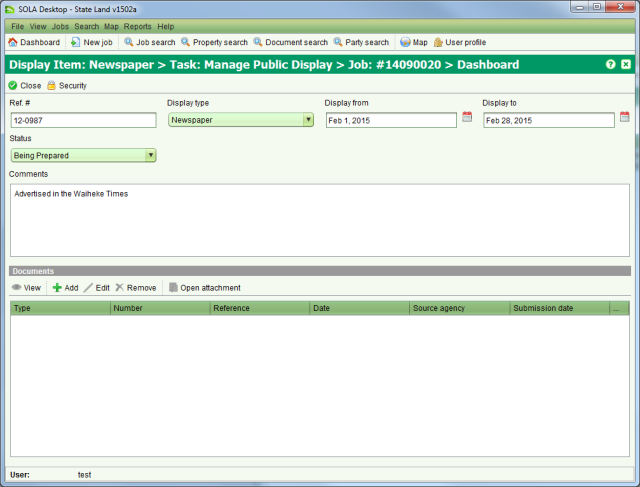 SOLA Desktop - State Land v1502a
File View Jobs Search Map Reports Help
Dashboard New job Job search Property search Document search Party search Map User profile
Display Item: Newspaper > Task: Manage Public Display > Job: #14090020 > Dashboard
Close Security
Ref. # Display type Display from Display to
12-0987 Newspaper Feb 1, 2015 Feb 28, 2015
Status
Being Prepared
Comments
Advertised in the Waiheke Times
Documents
View Add Edit Remove Open attachment
Type Number Reference Date Source agency Submission date ...
User: test